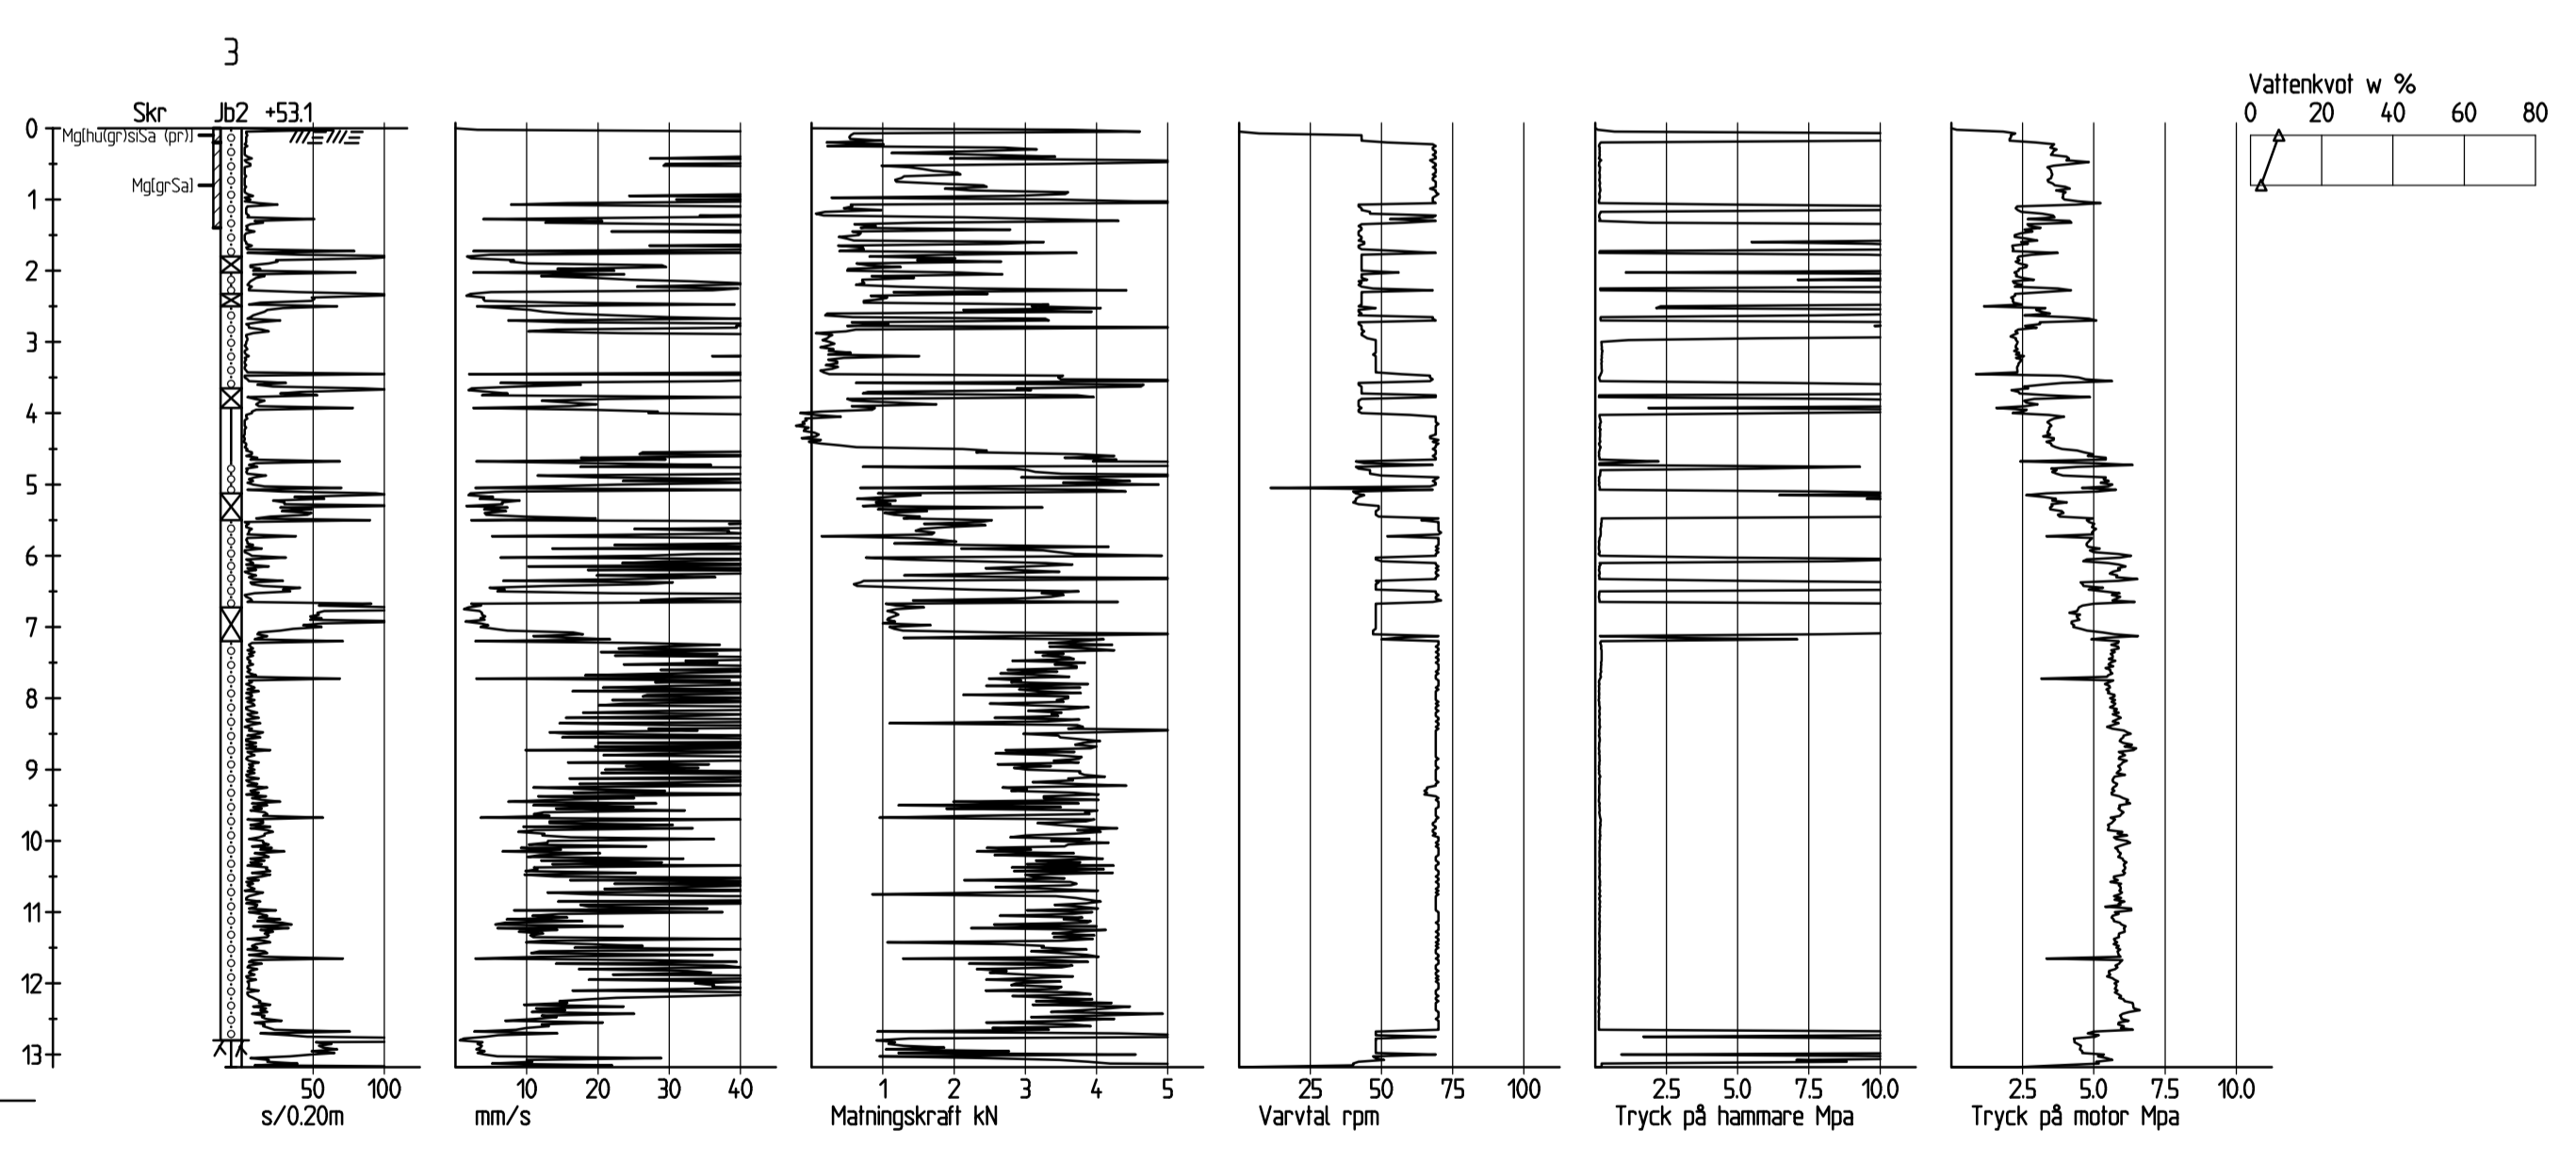 3
Vattenkvot w %
0 20 40 60 80
Skr Jb2 +53.1
0
Mg[hu(gr)siSa (pr)]
Mg[grSa]
1
2
3
4
5
6
7
8
9
10
11
12
13
50 100
s/0.20m
10 20 30 40
mm/s
1 2 3 4 5
Matningskraft kN
25 50 75 100
Varvtal rpm
2.5 5.0 7.5 10.0
Tryck på hammare Mpa
2.5 5.0 7.5 10.0
Tryck på motor Mpa